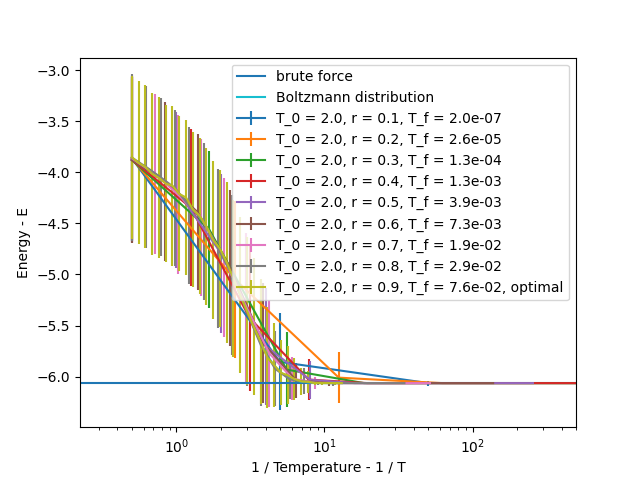 −3.0
−3.5
−4.0
−4.5
−5.0
−5.5
−6.0
Energy - E
brute force
Boltzmann distribution
T_0 = 2.0, r = 0.1, T_f = 2.0e-07
T_0 = 2.0, r = 0.2, T_f = 2.6e-05
T_0 = 2.0, r = 0.3, T_f = 1.3e-04
T_0 = 2.0, r = 0.4, T_f = 1.3e-03
T_0 = 2.0, r = 0.5, T_f = 3.9e-03
T_0 = 2.0, r = 0.6, T_f = 7.3e-03
T_0 = 2.0, r = 0.7, T_f = 1.9e-02
T_0 = 2.0, r = 0.8, T_f = 2.9e-02
T_0 = 2.0, r = 0.9, T_f = 7.6e-02, optimal
10⁰ 10¹ 10²
1 / Temperature - 1 / T